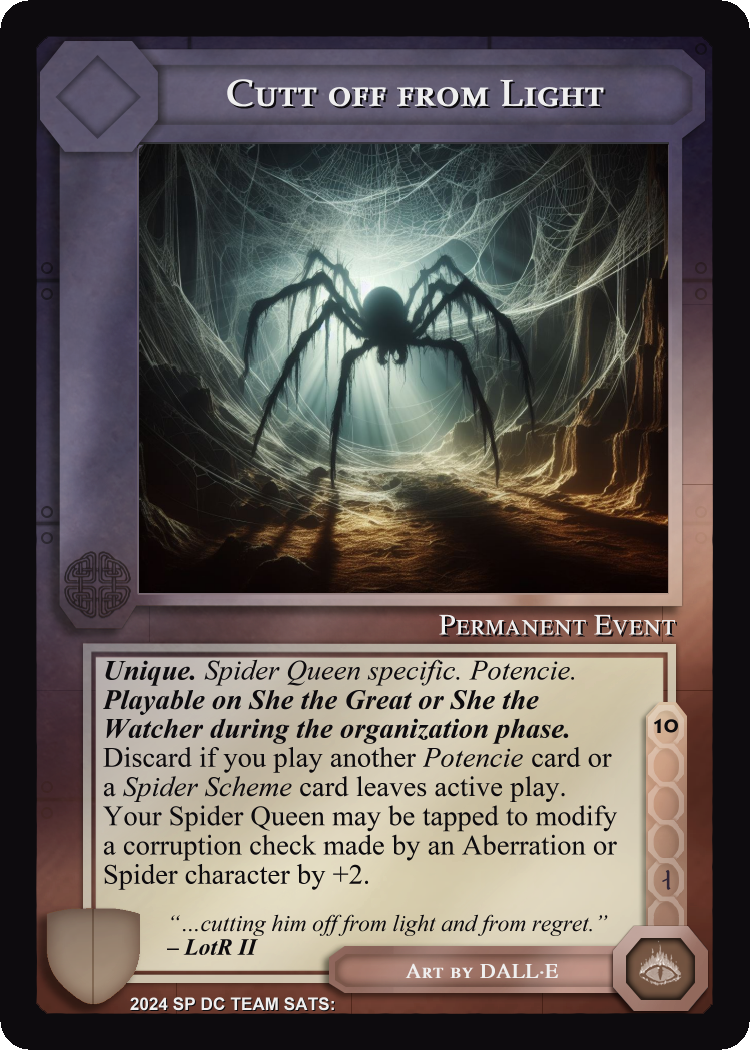 Cutt off from Light
Permanent Event
Unique. Spider Queen specific. Potencie.
Playable on She the Great or She the
Watcher during the organization phase.
Discard if you play another Potencie card or
a Spider Scheme card leaves active play.
Your Spider Queen may be tapped to modify
a corruption check made by an Aberration or
Spider character by +2.
10
“...cutting him off from light and from regret.”
– LotR II
Art by DALL·E
2024 SP DC TEAM SATS: